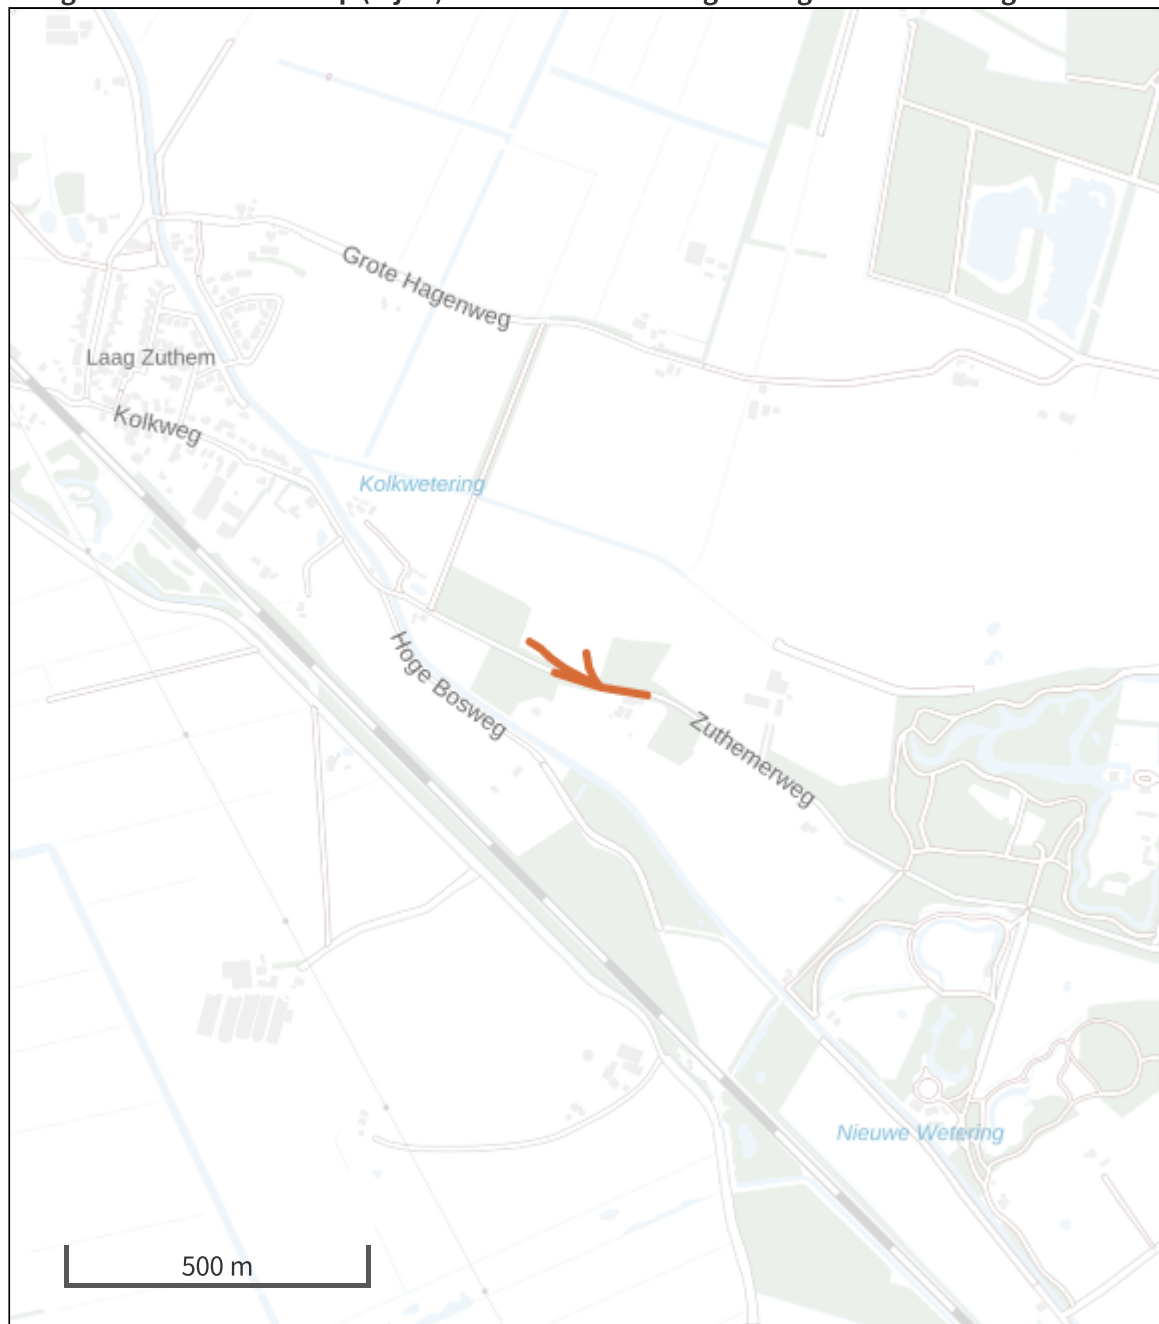 Grote Hagenweg
Laag Zuthem
Kolkweg
Kolkwetering
Hoge Bosweg
Zuthemerweg
Nieuwe Wetering
500 m